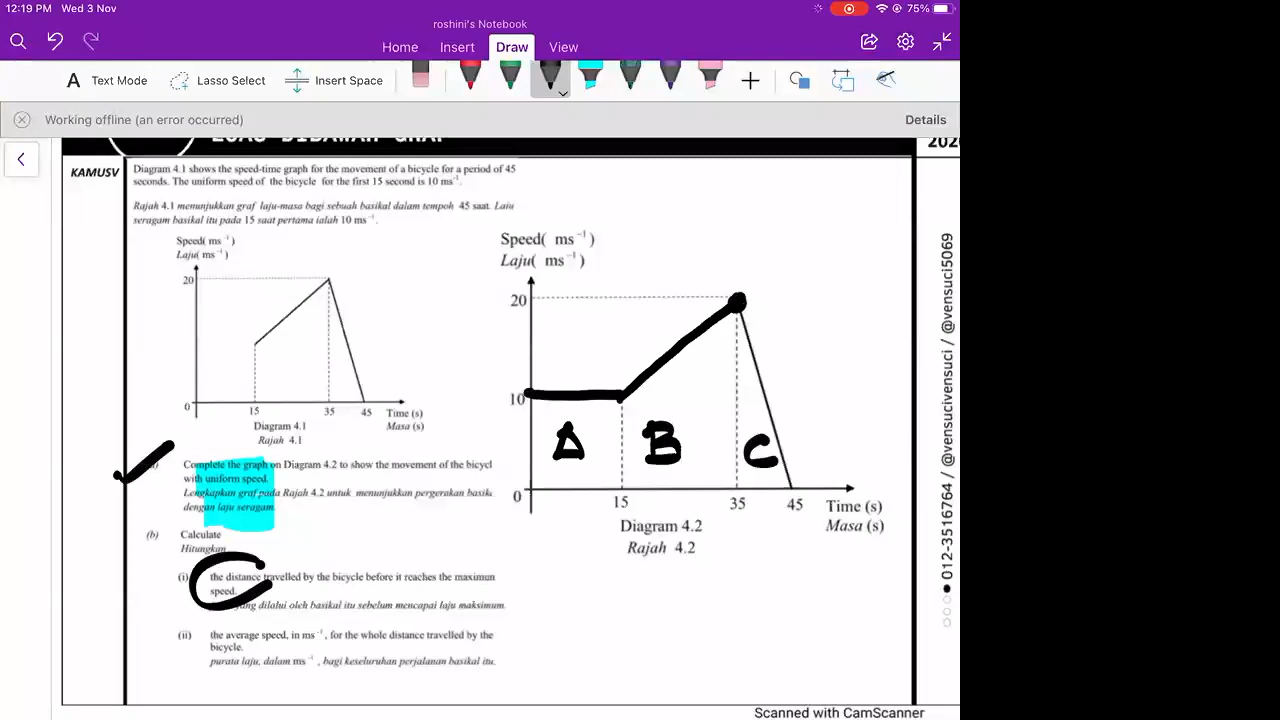 12:19 PM Wed 3 Nov
75%
roshini's Notebook
Home Insert Draw View
Text Mode Lasso Select Insert Space
Working offline (an error occurred) Details
202
KAMUSV
Diagram 4.1 shows the speed-time graph for the movement of a bicycle for a period of 45
seconds. The uniform speed of the bicycle for the first 15 second is 10 ms⁻¹.
Rajah 4.1 menunjukkan graf laju-masa bagi sebuah basikal dalam tempoh 45 saat. Laju
seragam basikal itu pada 15 saat pertama ialah 10 ms⁻¹.
Speed( ms⁻¹)
Laju( ms⁻¹)
20
0
15 35 45 Time (s)
Masa (s)
Diagram 4.1
Rajah 4.1
Speed( ms⁻¹)
Laju( ms⁻¹)
20
10
A B C
0
15 35 45 Time (s)
Masa (s)
Diagram 4.2
Rajah 4.2
Complete the graph on Diagram 4.2 to show the movement of the bicycl
with uniform speed.
Lengkapkan graf pada Rajah 4.2 untuk menunjukkan pergerakan basika
dengan laju seragam.
(b) Calculate
Hitungkan
(i) the distance travelled by the bicycle before it reaches the maximun
speed.
yang dilalui oleh basikal itu sebelum mencapai laju maksimum.
(ii) the average speed, in ms⁻¹, for the whole distance travelled by the
bicycle.
purata laju, dalam ms⁻¹, bagi keseluruhan perjalanan basikal itu.
012-3516764 / @vensucivensuci / @vensuci5069
Scanned with CamScanner